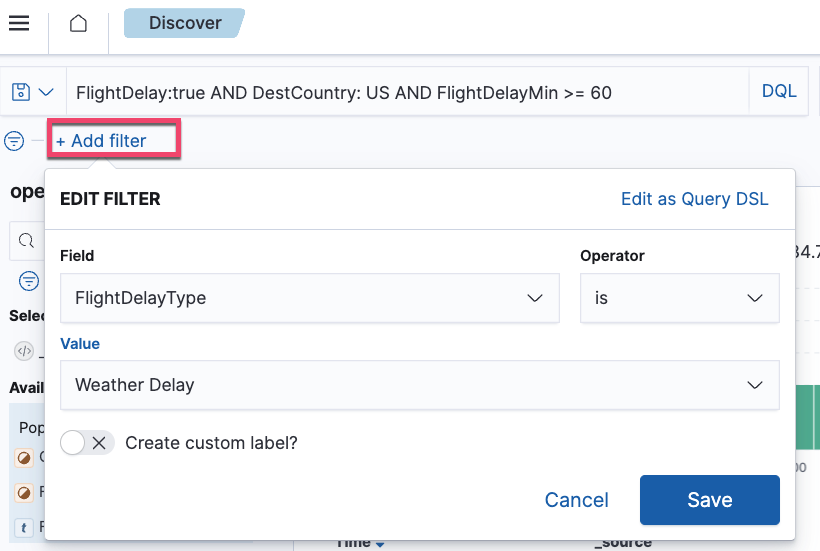 Discover
FlightDelay:true AND DestCountry: US AND FlightDelayMin >= 60
DQL
+ Add filter
ope
EDIT FILTER
Edit as Query DSL
34.7
Field
Operator
FlightDelayType
is
Selec
Value
</> _
Weather Delay
Avail
Pop
Create custom label?
F
00
t F
Cancel
Save
Time
_source